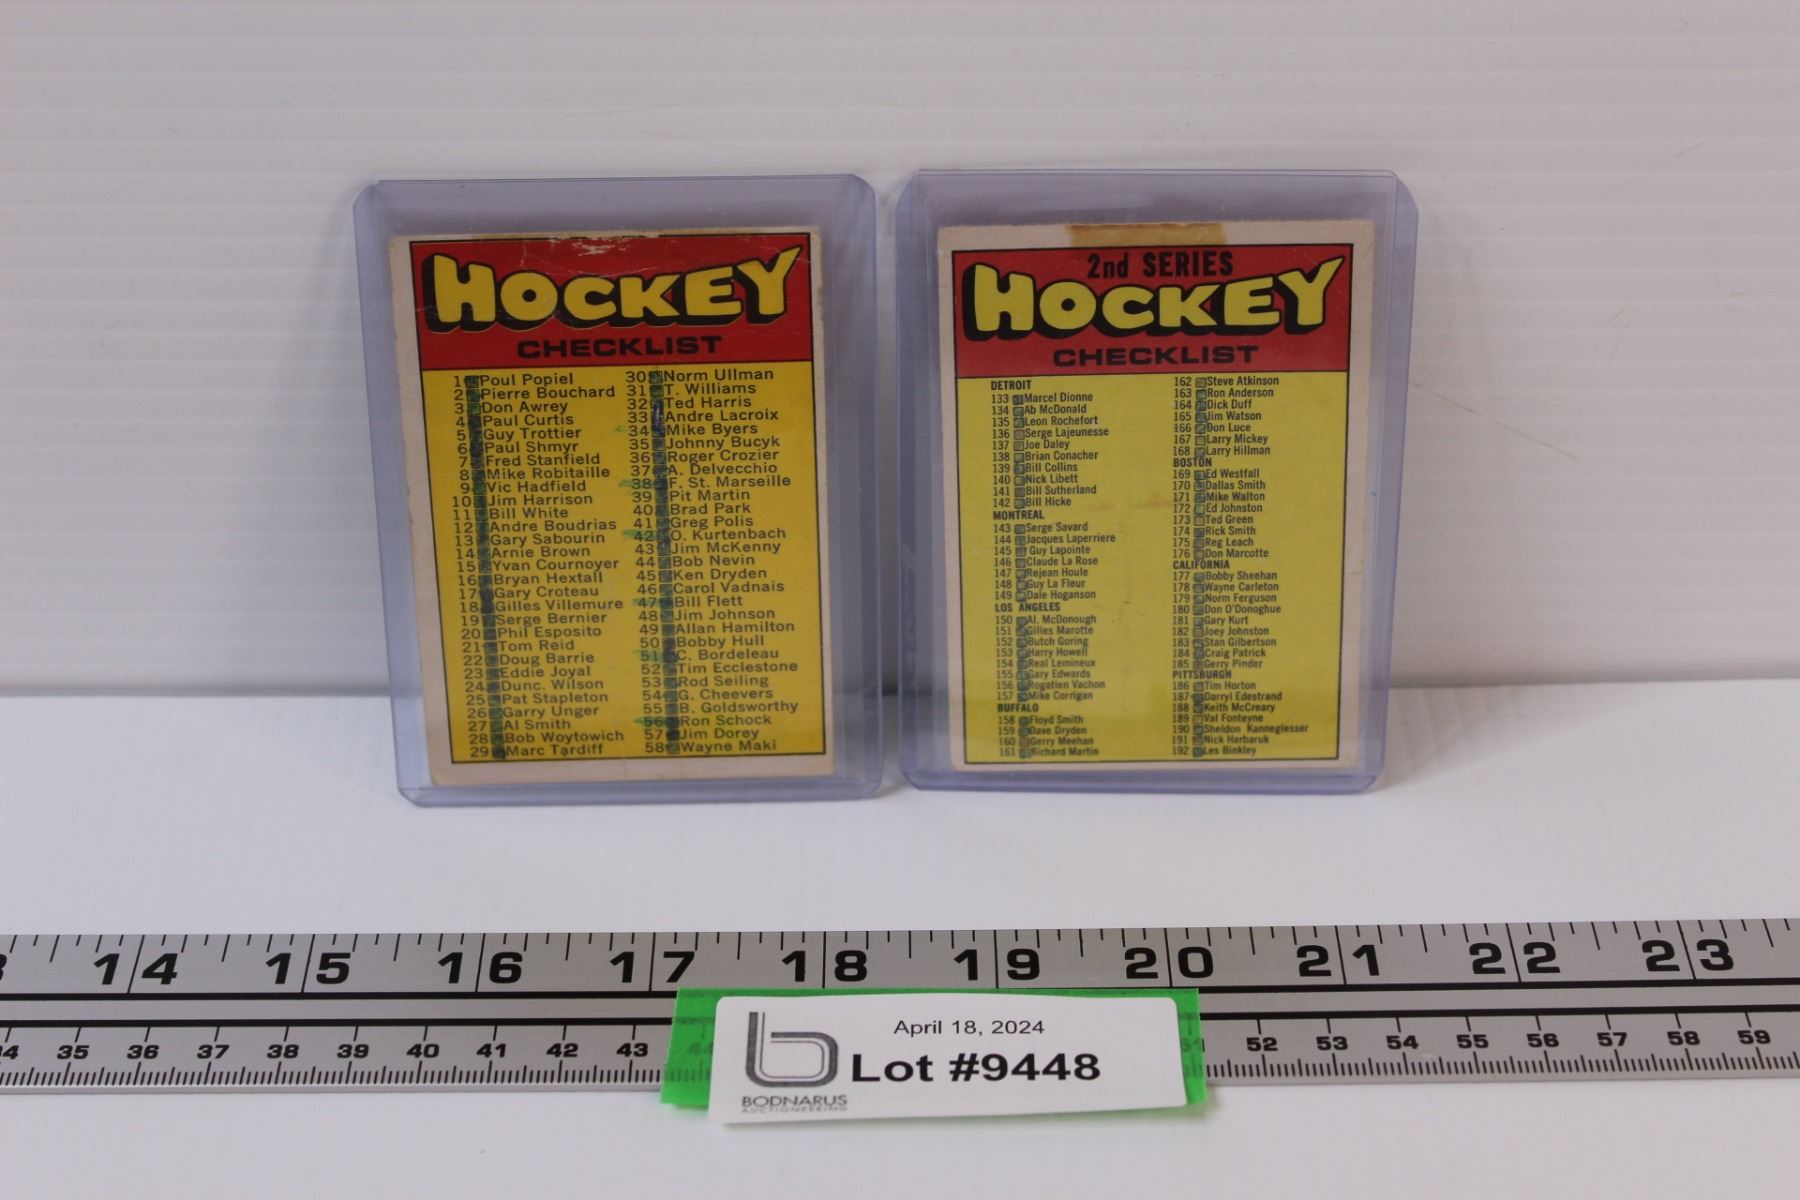 HOCKEY
CHECKLIST
1 Poul Popiel
2 Pierre Bouchard
3 Don Awrey
4 Paul Curtis
5 Guy Trottier
6 Paul Shmyr
7 Fred Stanfield
8 Mike Robitaille
9 Vic Hadfield
10 Jim Harrison
11 Bill White
12 Andre Boudrias
13 Gary Sabourin
14 Arnie Brown
15 Yvan Cournoyer
16 Bryan Hextall
17 Gary Croteau
18 Gilles Villemure
19 Serge Bernier
20 Phil Esposito
21 Tom Reid
22 Doug Barrie
23 Eddie Joyal
24 Dunc. Wilson
25 Pat Stapleton
26 Garry Unger
27 Al Smith
28 Bob Woytowich
29 Marc Tardiff
30 Norm Ullman
31 T. Williams
32 Ted Harris
33 Andre Lacroix
34 Mike Byers
35 Johnny Bucyk
36 Roger Crozier
37 A. Delvecchio
38 F. St. Marseille
39 Pit Martin
40 Brad Park
41 Greg Polis
42 O. Kurtenbach
43 Jim McKenny
44 Bob Nevin
45 Ken Dryden
46 Carol Vadnais
47 Bill Flett
48 Jim Johnson
49 Allan Hamilton
50 Bobby Hull
51 C. Bordeleau
52 Tim Ecclestone
53 Rod Seiling
54 G. Cheevers
55 B. Goldsworthy
56 Ron Schock
57 Jim Dorey
58 Wayne Maki
2nd SERIES
HOCKEY
CHECKLIST
DETROIT
133 Marcel Dionne
134 Ab McDonald
135 Leon Rochefort
136 Serge Lajeunesse
137 Joe Daley
138 Brian Conacher
139 Bill Collins
140 Nick Libett
141 Bill Sutherland
142 Bill Hicke
MONTREAL
143 Serge Savard
144 Jacques Laperriere
145 Guy Lapointe
146 Claude La Rose
147 Rejean Houle
148 Guy La Fleur
149 Dale Hoganson
LOS ANGELES
150 Al. McDonough
151 Gilles Marotte
152 Butch Goring
153 Harry Howell
154 Real Lemineux
155 Gary Edwards
156 Rogatien Vachon
157 Mike Corrigan
BUFFALO
158 Floyd Smith
159 Dave Dryden
160 Gerry Meehan
161 Richard Martin
162 Steve Atkinson
163 Ron Anderson
164 Dick Duff
165 Jim Watson
166 Don Luce
167 Larry Mickey
168 Larry Hillman
BOSTON
169 Ed Westfall
170 Dallas Smith
171 Mike Walton
172 Ed Johnston
173 Ted Green
174 Rick Smith
175 Reg Leach
176 Don Marcotte
CALIFORNIA
177 Bobby Sheehan
178 Wayne Carleton
179 Norm Ferguson
180 Don O'Donoghue
181 Gary Kurt
182 Joey Johnston
183 Stan Gilbertson
184 Craig Patrick
185 Gerry Pinder
PITTSBURGH
186 Tim Horton
187 Darryl Edestrand
188 Keith McCreary
189 Val Fonteyne
190 Sheldon Kannegiesser
191 Nick Harbaruk
192 Les Binkley
14 15 16 17 18 19 20 21 22 23
35 36 37 38 39 40 41 42 43 52 53 54 55 56 57 58 59
April 18, 2024
Lot #9448
BODNARUS
AUCTIONEERING